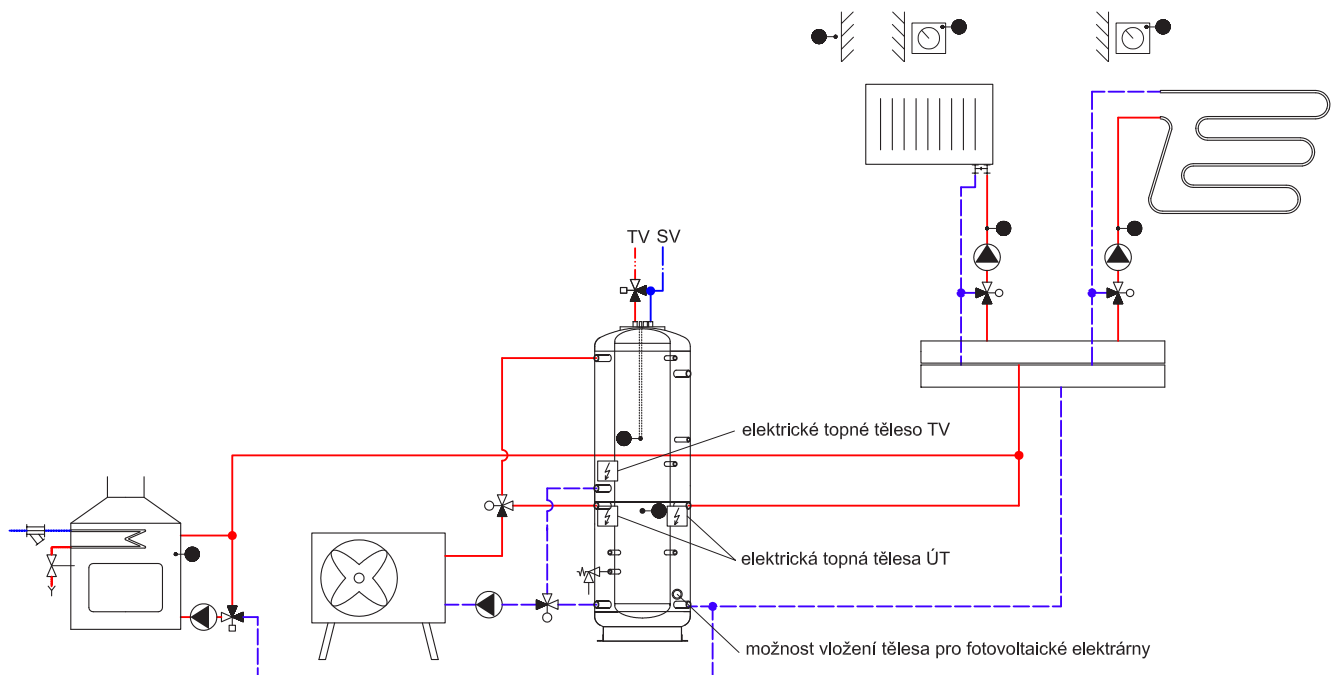 TV SV
elektrické topné těleso TV
elektrická topná tělesa ÚT
možnost vložení tělesa pro fotovoltaické elektrárny